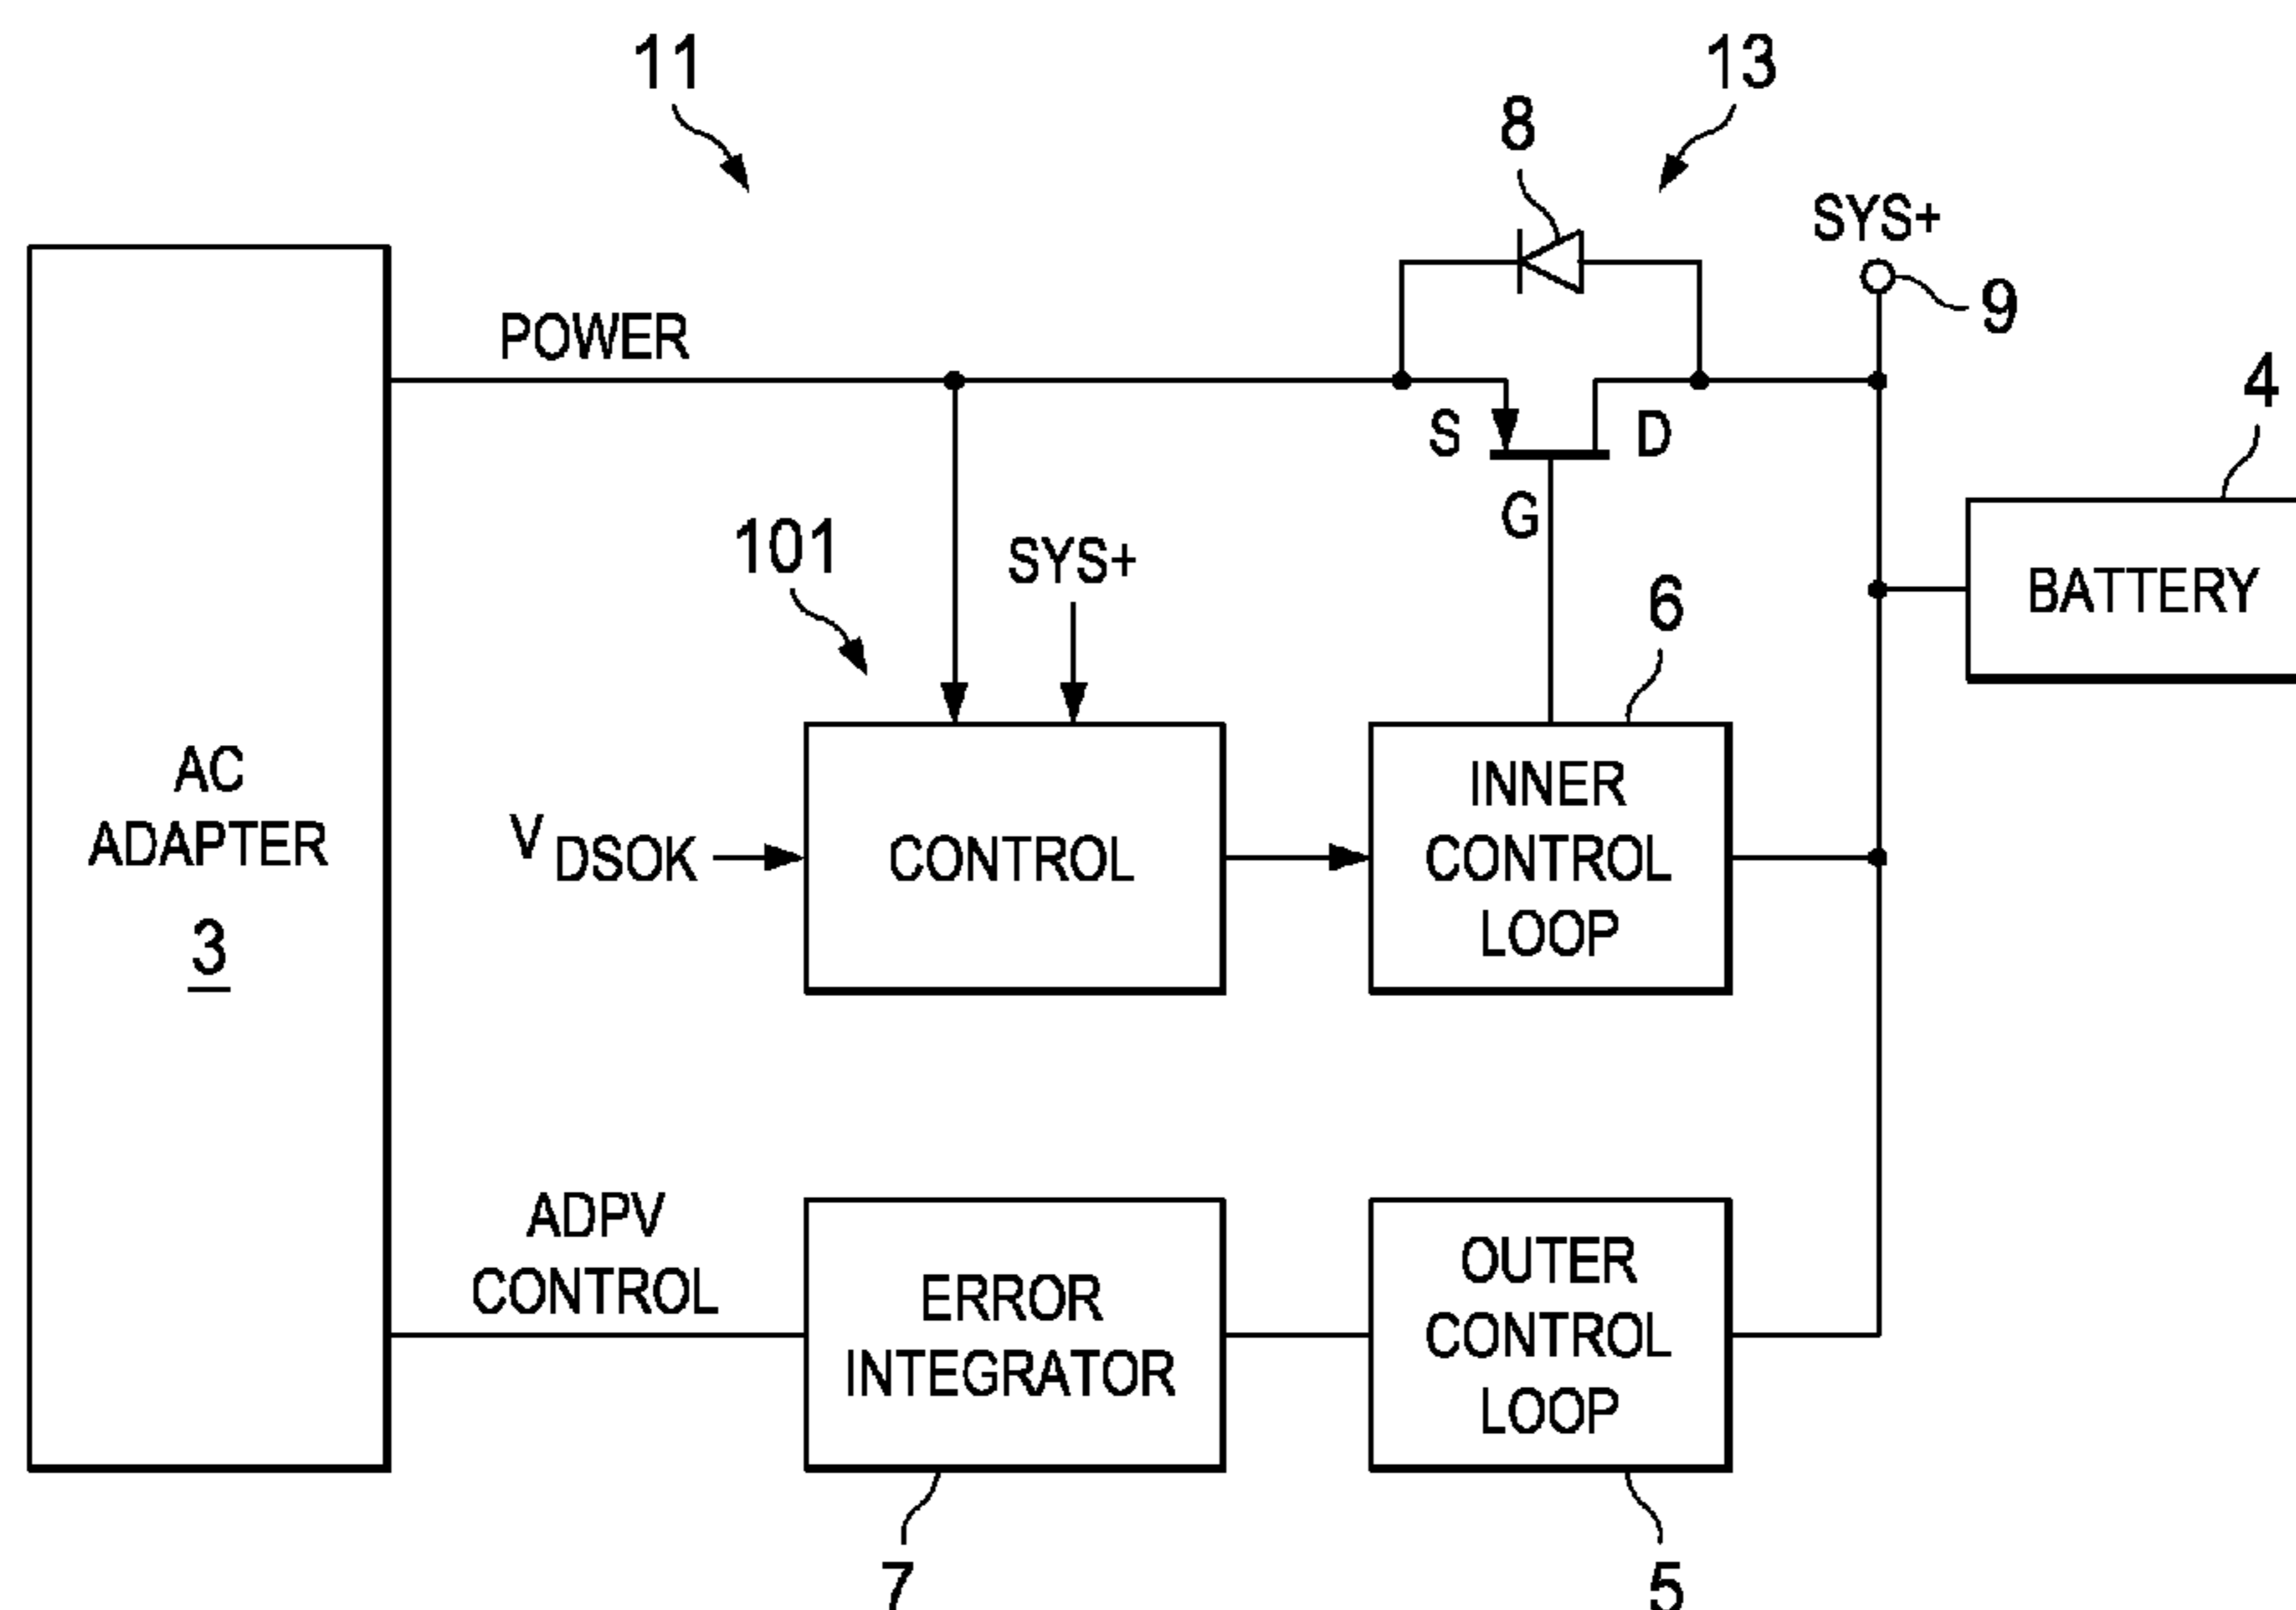 11
13
8
SYS+
9
POWER
4
S
D
G
101
SYS+
6
BATTERY
AC
ADAPTER
3
V DSOK
CONTROL
INNER
CONTROL
LOOP
ADPV
CONTROL
ERROR
INTEGRATOR
OUTER
CONTROL
LOOP
7
5